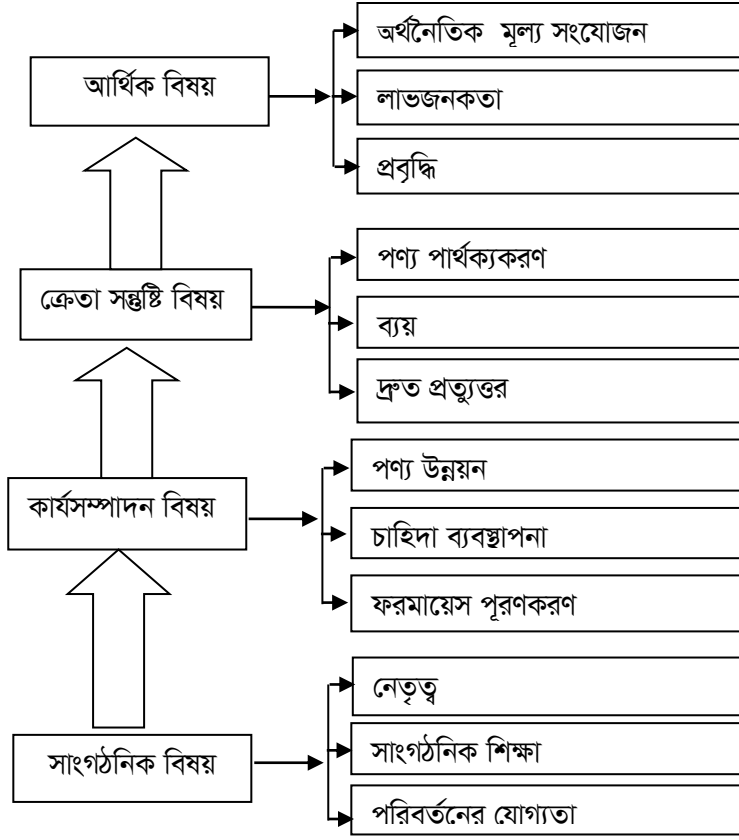 আর্থিক বিষয়
অর্থনৈতিক মূল্য সংযোজন
লাভজনকতা
প্রবৃদ্ধি
ক্রেতা সন্তুষ্টি বিষয়
পণ্য পার্থক্যকরণ
ব্যয়
দ্রুত প্রত্যুত্তর
কার্যসম্পাদন বিষয়
পণ্য উন্নয়ন
চাহিদা ব্যবস্থাপনা
ফরমায়েস পূরণকরণ
সাংগঠনিক বিষয়
নেতৃত্ব
সাংগঠনিক শিক্ষা
পরিবর্তনের যোগ্যতা